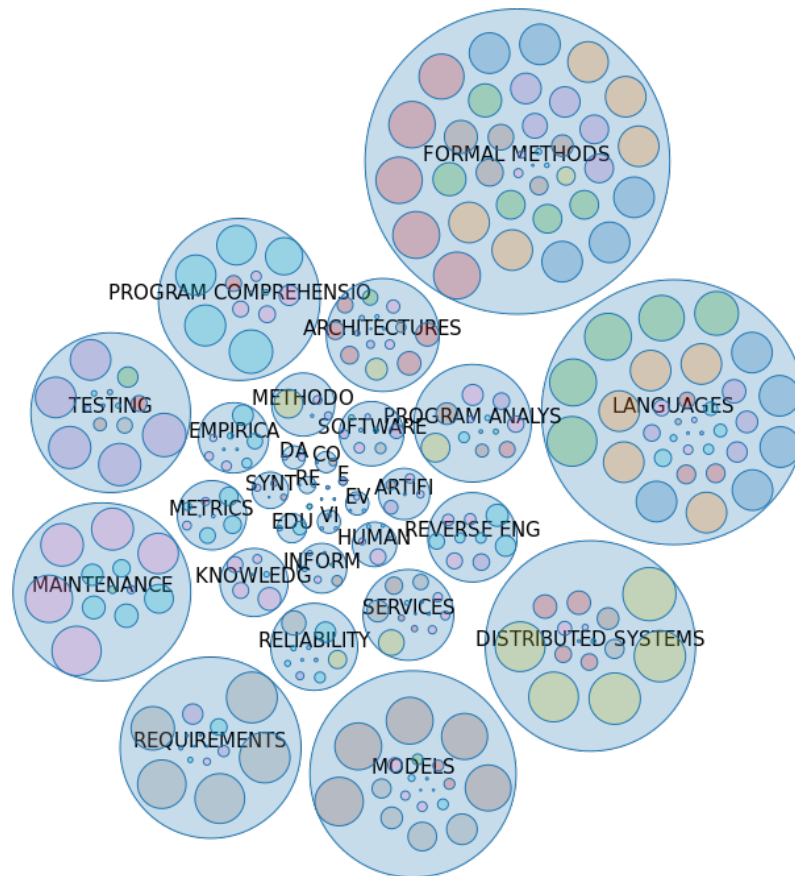 FORMAL METHODS
PROGRAM COMPREHENSIO
ARCHITECTURES
METHODO
TESTING
LANGUAGES
PROGRAM ANALYS
SOFTWARE
EMPIRICA
DA
CO
SYNT
RE
E
EV
ARTIFI
METRICS
EDU
VI
REVERSE ENG
HUMAN
INFORM
KNOWLEDG
MAINTENANCE
SERVICES
RELIABILITY
DISTRIBUTED SYSTEMS
REQUIREMENTS
MODELS